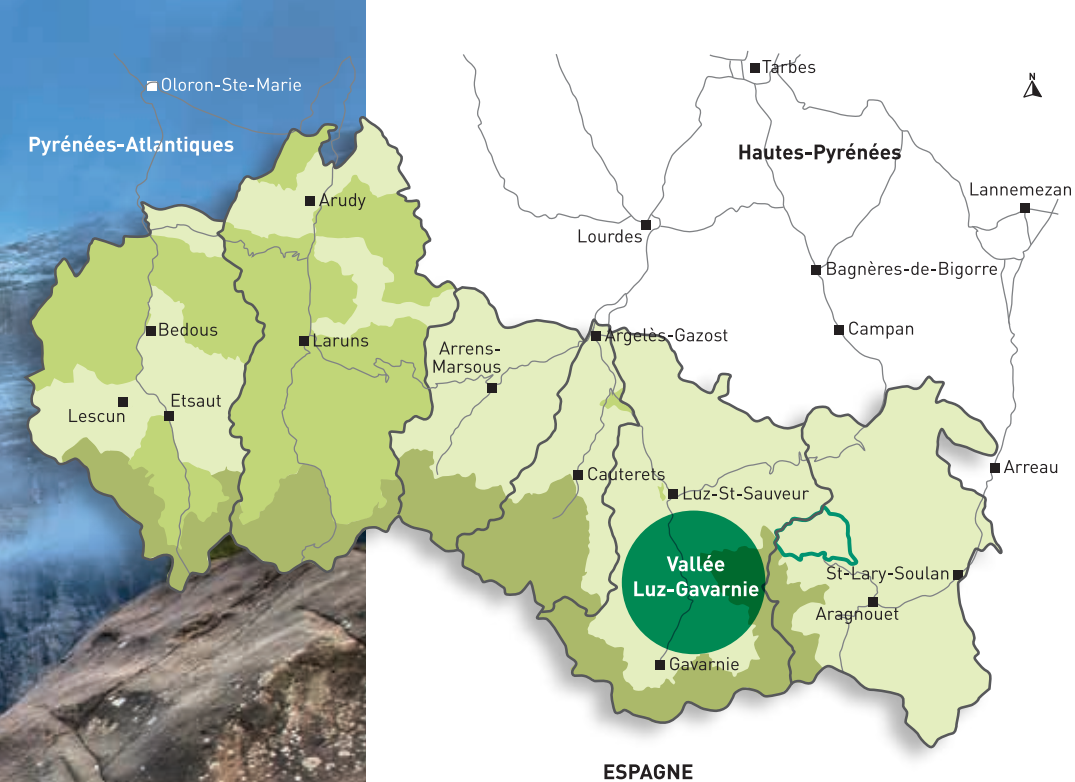 Oloron-Ste-Marie
Tarbes
N
Pyrénées-Atlantiques
Hautes-Pyrénées
Lannemezan
Arudy
Lourdes
Bagnères-de-Bigorre
Bedous
Laruns
Argelès-Gazost
Campan
Arrens-
Marsous
Lescun
Etsaut
Cauterets
Luz-St-Sauveur
Arreau
Vallée
Luz-Gavarnie
St-Lary-Soulan
Aragnouet
Gavarnie
ESPAGNE